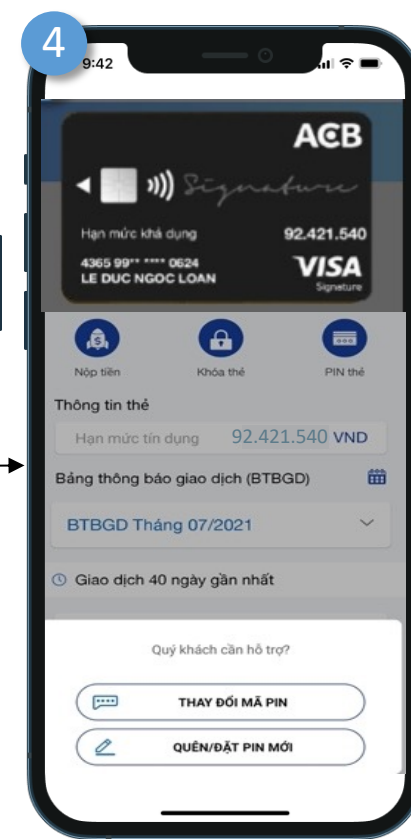 4
9:42
ACB
Signature
Hạn mức khả dụng 92.421.540
4365 99** **** 0624
LE DUC NGOC LOAN
VISA
Signature
Nộp tiền Khóa thẻ PIN thẻ
Thông tin thẻ
Hạn mức tín dụng 92.421.540 VND
Bảng thông báo giao dịch (BTBGD)
BTBGD Tháng 07/2021
Giao dịch 40 ngày gần nhất
Quý khách cần hỗ trợ?
THAY ĐỔI MÃ PIN
QUÊN/ĐẶT PIN MỚI